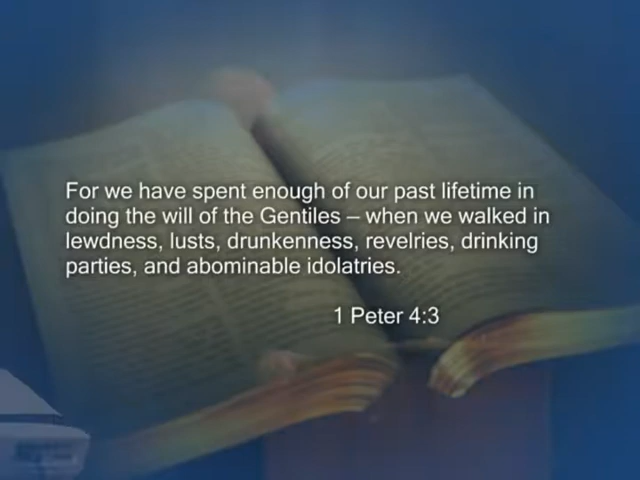 For we have spent enough of our past lifetime in
doing the will of the Gentiles – when we walked in
lewdness, lusts, drunkenness, revelries, drinking
parties, and abominable idolatries.
1 Peter 4:3